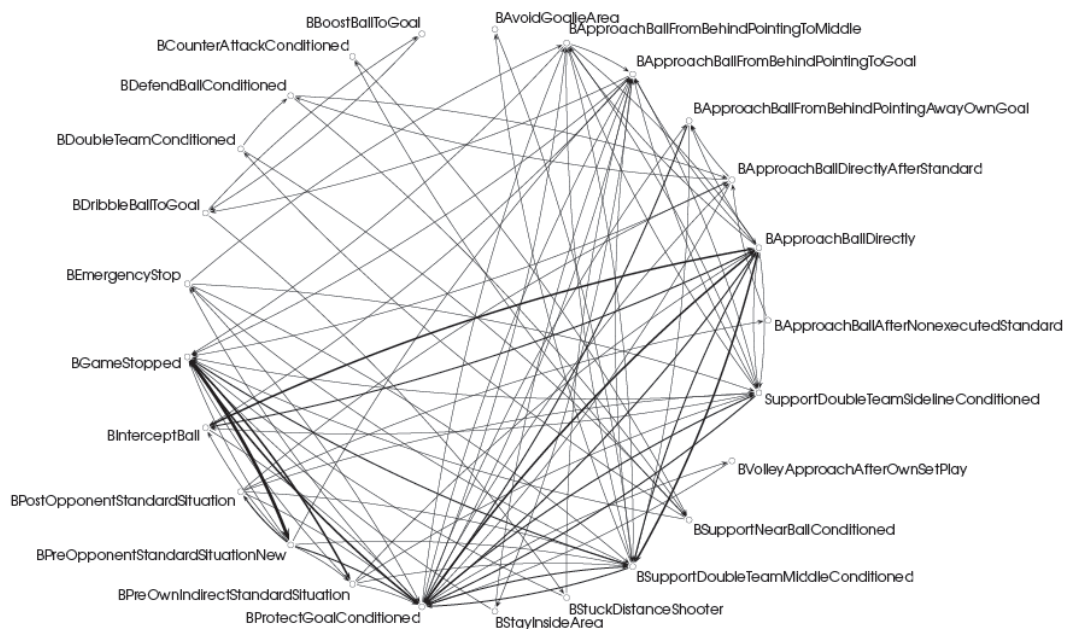 BBoostBallToGoal
BAvoidGoalieArea
BApproachBallFromBehindPointingToMiddle
BCounterAttackConditioned
BApproachBallFromBehindPointingToGoal
BDefendBallConditioned
BApproachBallFromBehindPointingAwayOwnGoal
BDoubleTeamConditioned
BApproachBallDirectlyAfterStandard
BDribbleBallToGoal
BApproachBallDirectly
BEmergencyStop
BApproachBallAfterNonexecutedStandard
BGameStopped
SupportDoubleTeamSidelineConditioned
BInterceptBall
BVolleyApproachAfterOwnSetPlay
BPostOpponentStandardSituation
BSupportNearBallConditioned
BPreOpponentStandardSituationNew
BSupportDoubleTeamMiddleConditioned
BPreOwnIndirectStandardSituation
BStuckDistanceShooter
BProtectGoalConditioned
BStayInsideArea